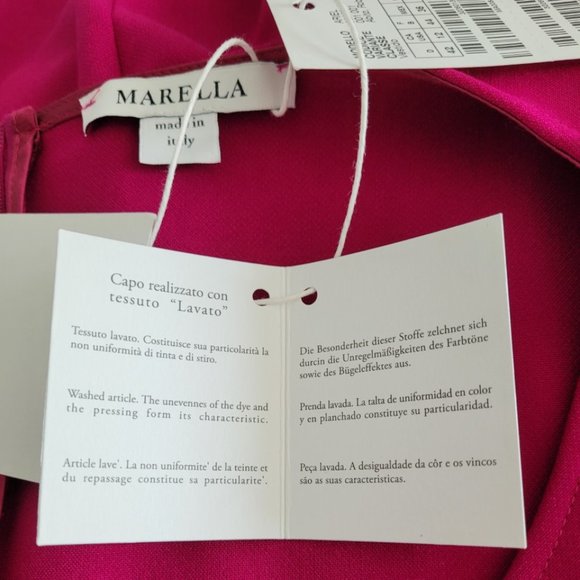 MARELLA
made in
italy
Capo realizzato con
tessuto "Lavato"
Tessuto lavato. Costituisce sua particolarità la
non uniformità di tinta e di stiro.
Washed article. The unevenes of the dye and
the pressing form its characteristic.
Article lave'. La non uniformite' de la teinte et
du repassage constitue sa particularite'.
Die Besonderheit dieser Stoffe zelchnet sich
durcin die Unregelmäßigkeiten des Farbtöne
sowie des Bügeleffektes aus.
Prenda lavada. La talta de uniformidad en color
y en planchado constituye su particularidad.
Peça lavada. A desigualdade da côr e os vincos
são as suas caracteristicas.